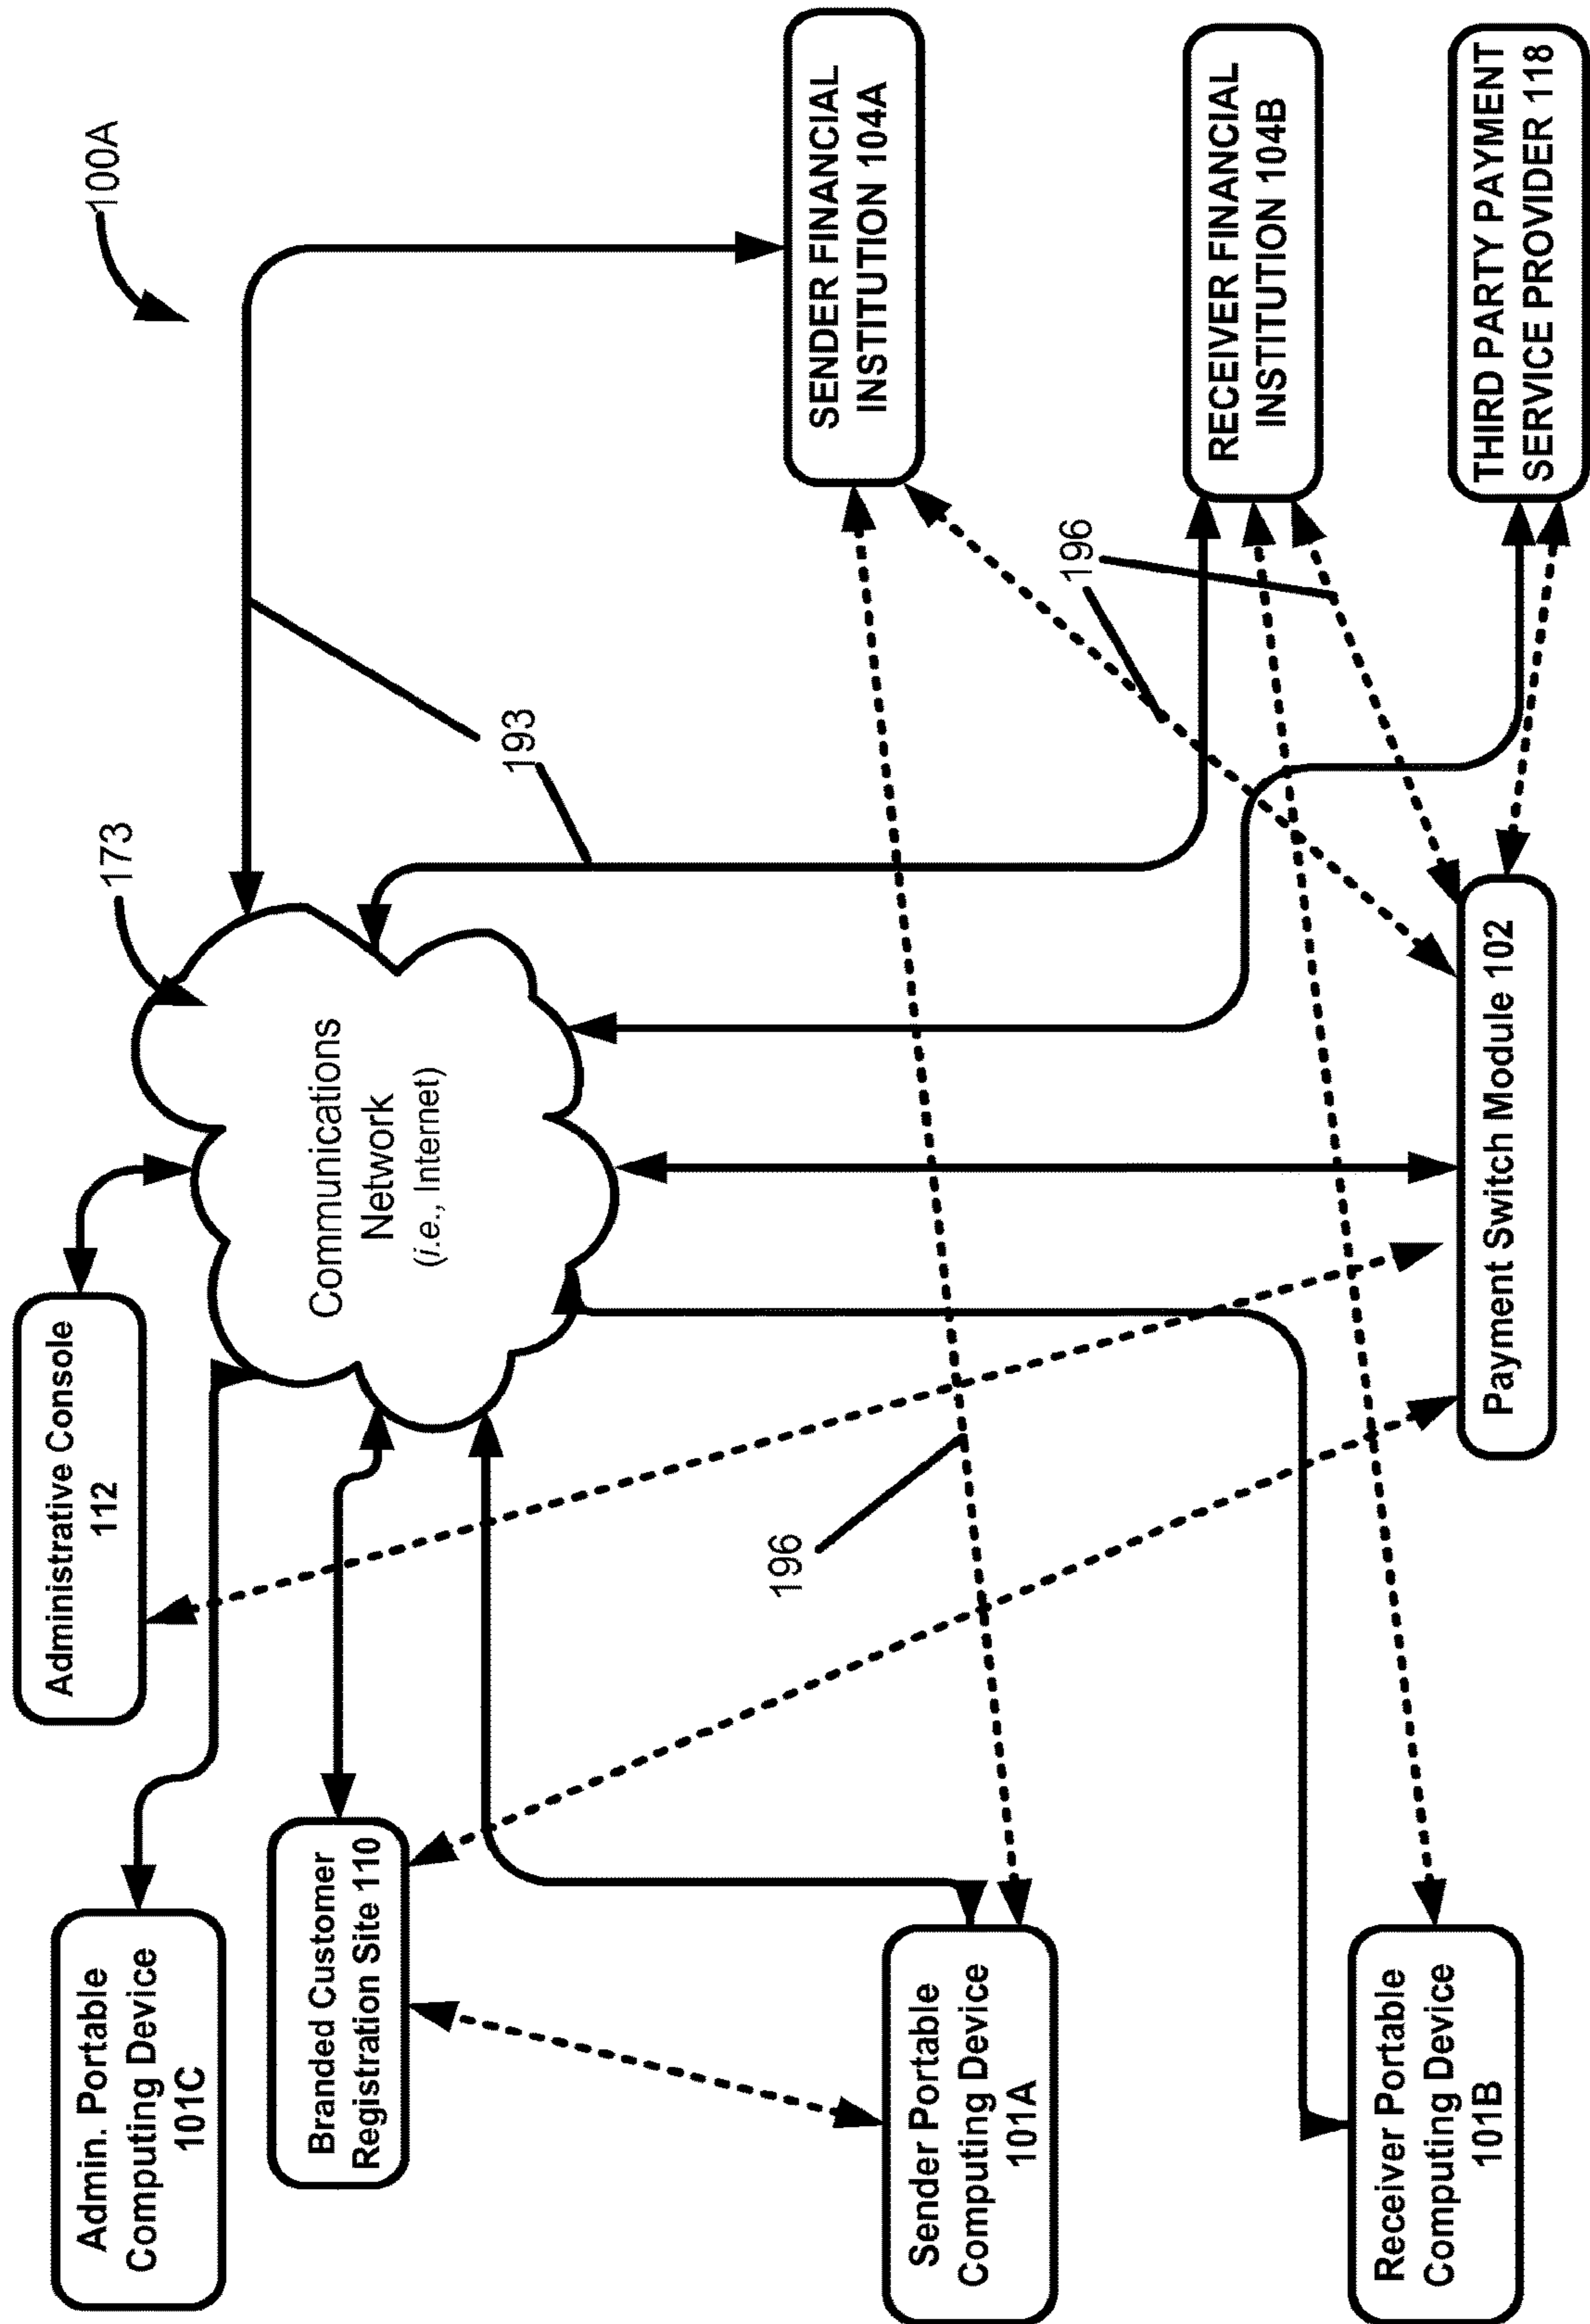 100A
Admin. Portable
Computing Device
101C
Administrative Console
112
173
Communications
Network
(i.e., Internet)
193
SENDER FINANCIAL
INSTITUTION 104A
Branded Customer
Registration Site 110
196
196
RECEIVER FINANCIAL
INSTITUTION 104B
Sender Portable
Computing Device
101A
THIRD PARTY PAYMENT
SERVICE PROVIDER 118
Receiver Portable
Computing Device
101B
Payment Switch Module 102